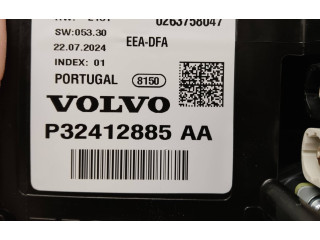 0263758047
SW:053.30 EEA-DFA
22.07.2024
INDEX: 01
PORTUGAL 8150
VOLVO
P32412885 AA